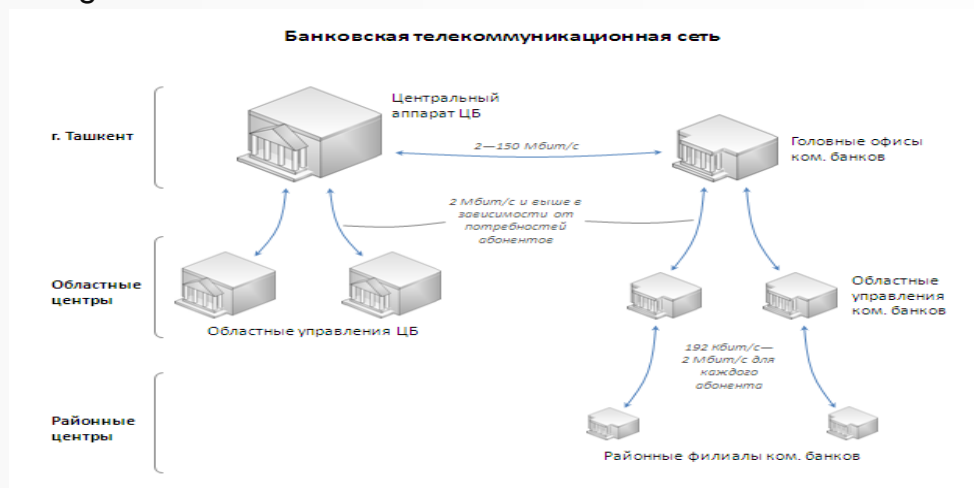 Банковская телекоммуникационная сеть
Центральный
аппарат ЦБ
г. Ташкент
2—150 Мбит/с
Головные офисы
ком. банков
2 Мбит/с и выше в
зависимости от
потребностей
абонентов
Областные
центры
Областные управления ЦБ
Областные
управления
ком. банков
192 Кбит/с—
2 Мбит/с для
каждого
абонента
Районные
центры
Районные филиалы ком. банков